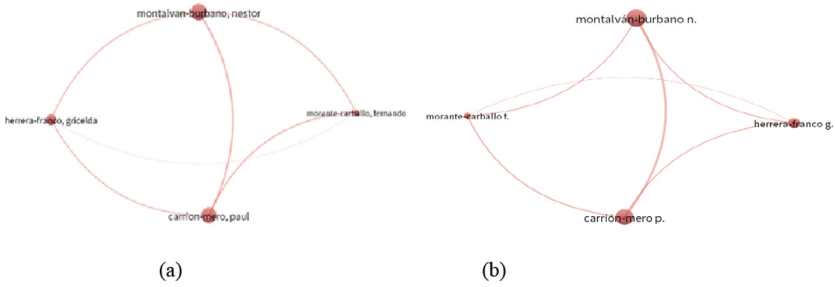 montalvan-burbano, nestor
herrera-franco, gricelda
morante-carballo, fernando
carrion-mero, paul
(a)
montalván-burbano n.
morante-carballo f.
herrera-franco g.
carrión-mero p.
(b)